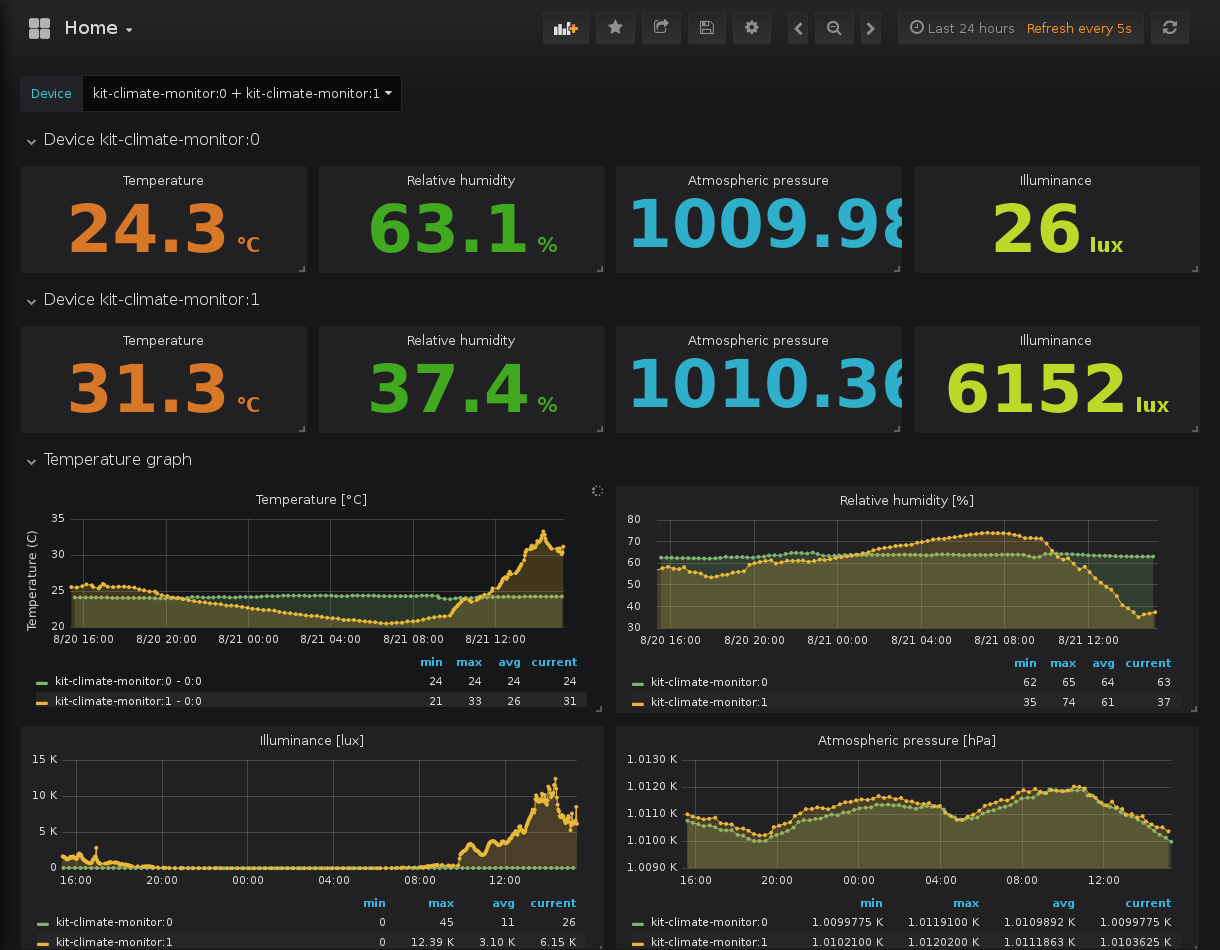 Home
Last 24 hours Refresh every 5s
Device kit-climate-monitor:0 + kit-climate-monitor:1
Device kit-climate-monitor:0
Temperature
24.3 °C
Relative humidity
63.1 %
Atmospheric pressure
1009.98
Illuminance
26 lux
Device kit-climate-monitor:1
Temperature
31.3 °C
Relative humidity
37.4 %
Atmospheric pressure
1010.36
Illuminance
6152 lux
Temperature graph
Temperature [°C]
Temperature (C)
35
30
25
20
8/20 16:00 8/20 20:00 8/21 00:00 8/21 04:00 8/21 08:00 8/21 12:00
min max avg current
kit-climate-monitor:0 - 0:0 24 24 24 24
kit-climate-monitor:1 - 0:0 21 33 26 31
Relative humidity [%]
80
70
60
50
40
30
8/20 16:00 8/20 20:00 8/21 00:00 8/21 04:00 8/21 08:00 8/21 12:00
min max avg current
kit-climate-monitor:0 62 65 64 63
kit-climate-monitor:1 35 74 61 37
Illuminance [lux]
15 K
10 K
5 K
0
16:00 20:00 00:00 04:00 08:00 12:00
min max avg current
kit-climate-monitor:0 0 45 11 26
kit-climate-monitor:1 0 12.39 K 3.10 K 6.15 K
Atmospheric pressure [hPa]
1.0130 K
1.0120 K
1.0110 K
1.0100 K
1.0090 K
16:00 20:00 00:00 04:00 08:00 12:00
min max avg current
kit-climate-monitor:0 1.0099775 K 1.0119100 K 1.0109892 K 1.0099775 K
kit-climate-monitor:1 1.0102100 K 1.0120200 K 1.0111863 K 1.0103625 K